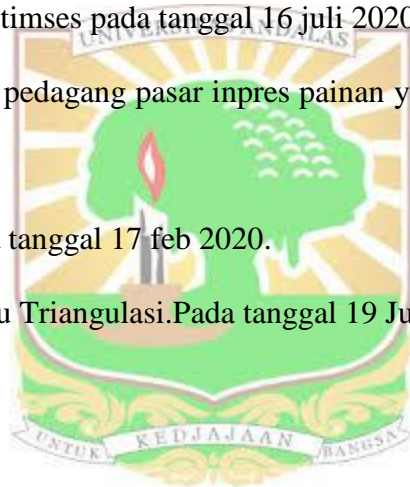 timses pada tanggal 16 juli 2020
UNIVERSITAS ANDALAS
pedagang pasar inpres painan y
tanggal 17 feb 2020.
u Triangulasi.Pada tanggal 19 Ju
UNTUK KEDJAJAAN BANGSA